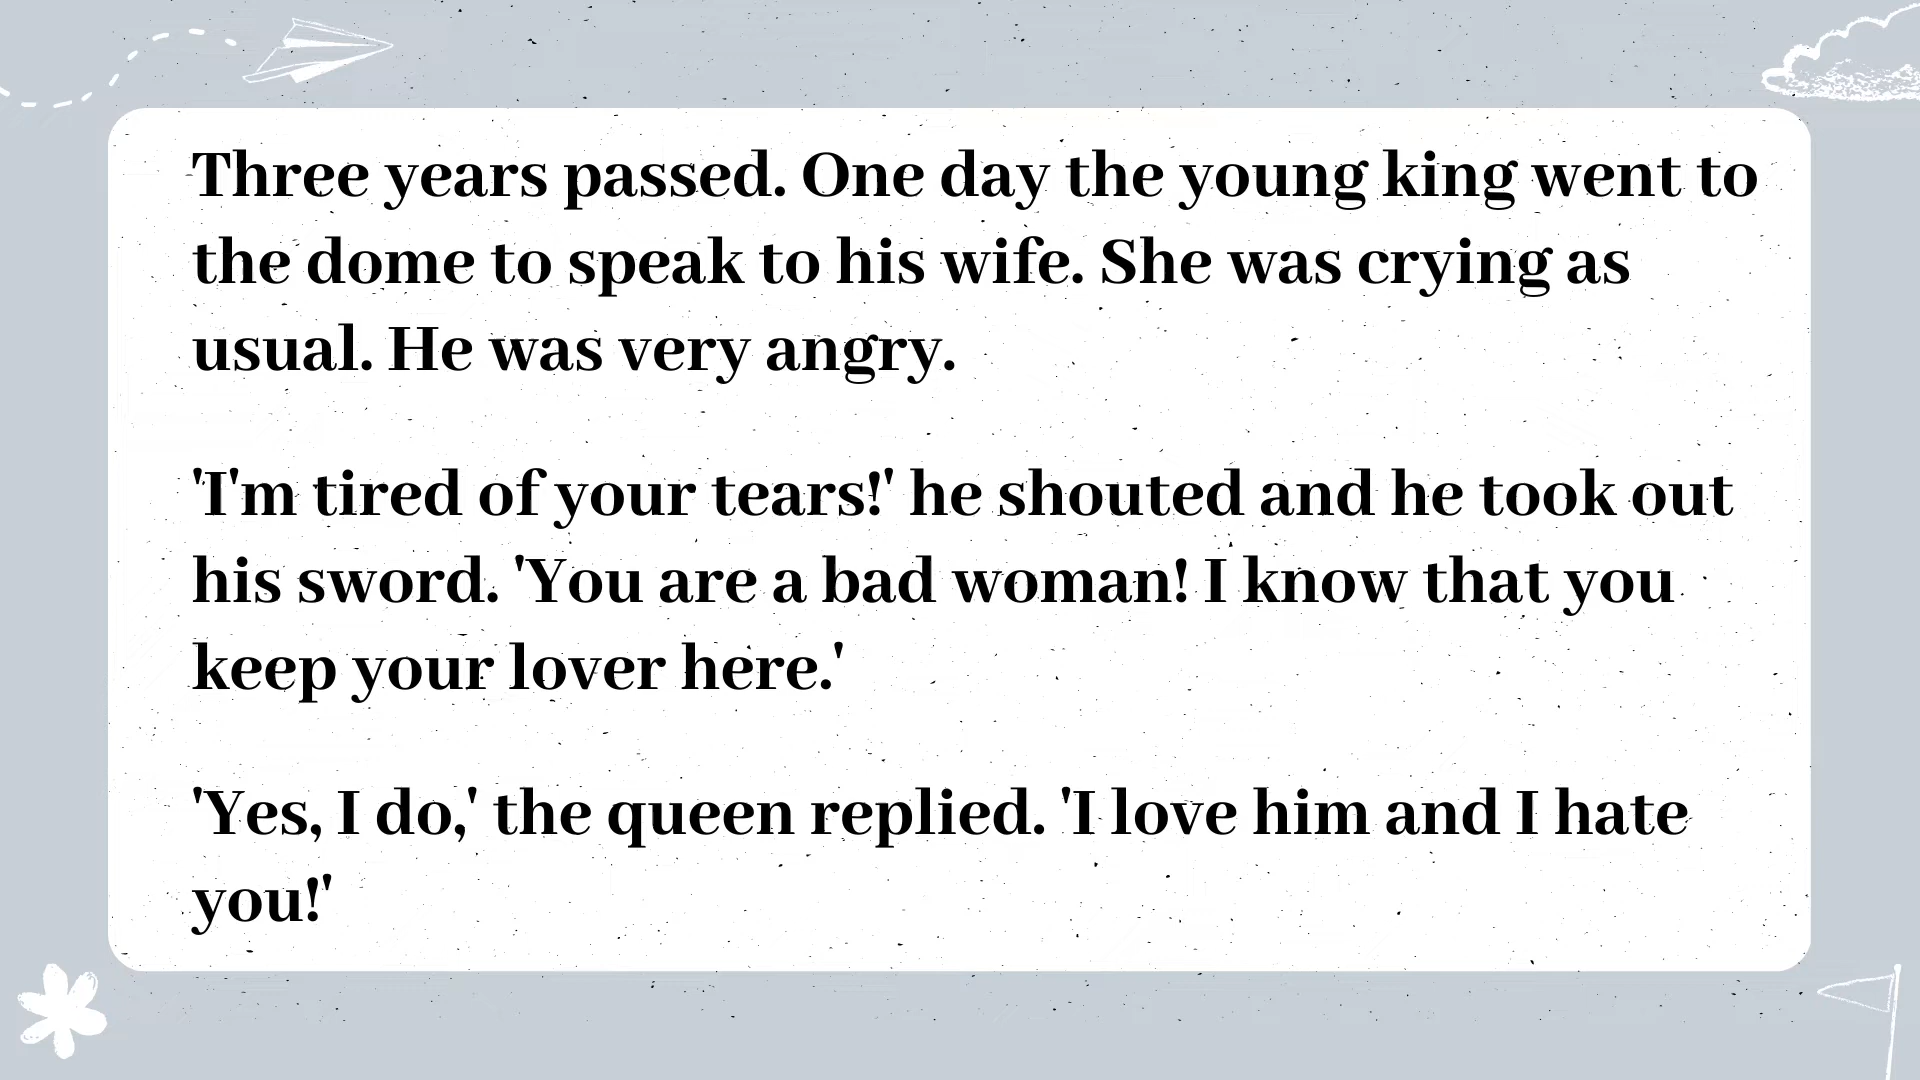 Three years passed. One day the young king went to
the dome to speak to his wife. She was crying as
usual. He was very angry.
'I'm tired of your tears!' he shouted and he took out
his sword. 'You are a bad woman! I know that you
keep your lover here.'
'Yes, I do,' the queen replied. 'I love him and I hate
you!'